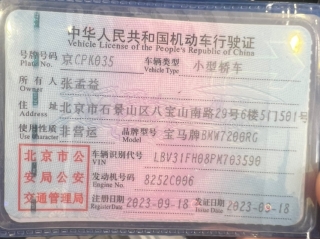 中华人民共和国机动车行驶证
Vehicle License of the People's Republic of China
号牌号码 京CPK035 车辆类型 小型轿车
Plate No. Vehicle Type
所有人 张孟益
Owner
住址 北京市石景山区八宝山南路29号6楼5门501号
Address
使用性质 非营运 品牌型号 宝马牌BMW7200RG
Use Character Model
北京市公
安局公安
交通管理局
车辆识别代号 LBV31FH08PM703590
VIN
发动机号码 8252C006
Engine No.
注册日期 2023-09-18 发证日期 2023-09-18
Register Date Issue Date